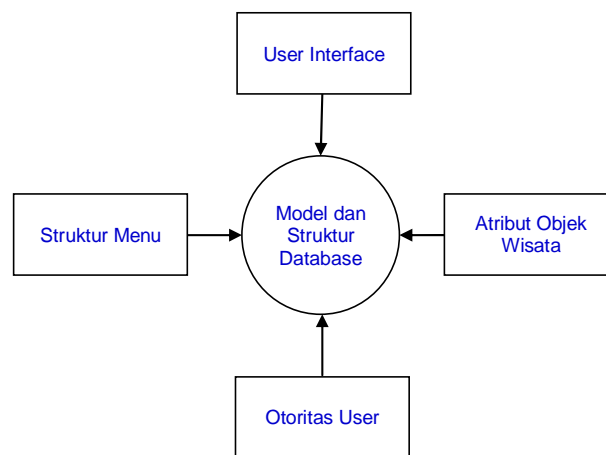 User Interface
Struktur Menu
Model dan
Struktur
Database
Atribut Objek
Wisata
Otoritas User